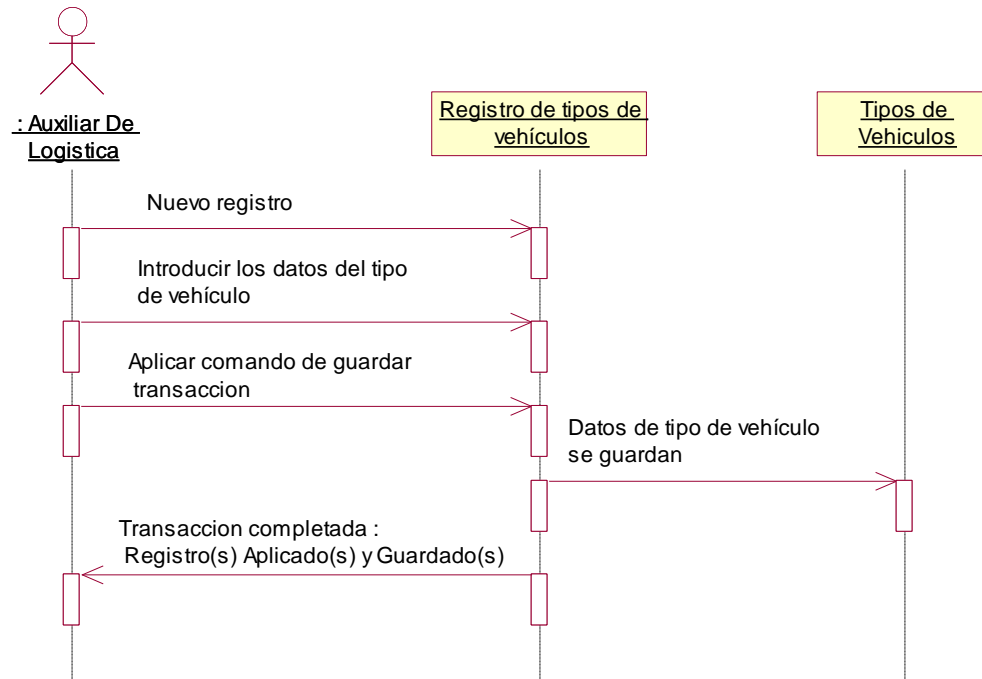 : Auxiliar De
Logistica
Registro de tipos de
vehículos
Tipos de
Vehiculos
Nuevo registro
Introducir los datos del tipo
de vehículo
Aplicar comando de guardar
transaccion
Datos de tipo de vehículo
se guardan
Transaccion completada :
Registro(s) Aplicado(s) y Guardado(s)